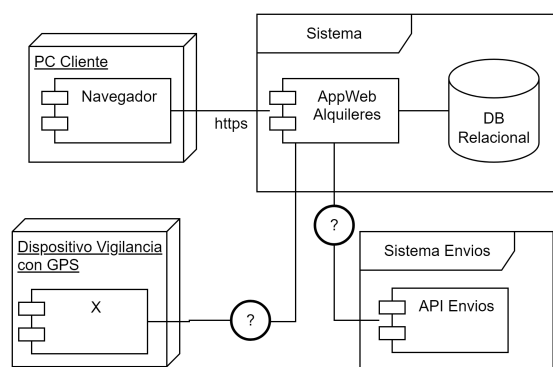 PC Cliente
Navegador
https
Sistema
AppWeb
Alquileres
DB
Relacional
Dispositivo Vigilancia
con GPS
X
?
?
Sistema Envios
API Envios